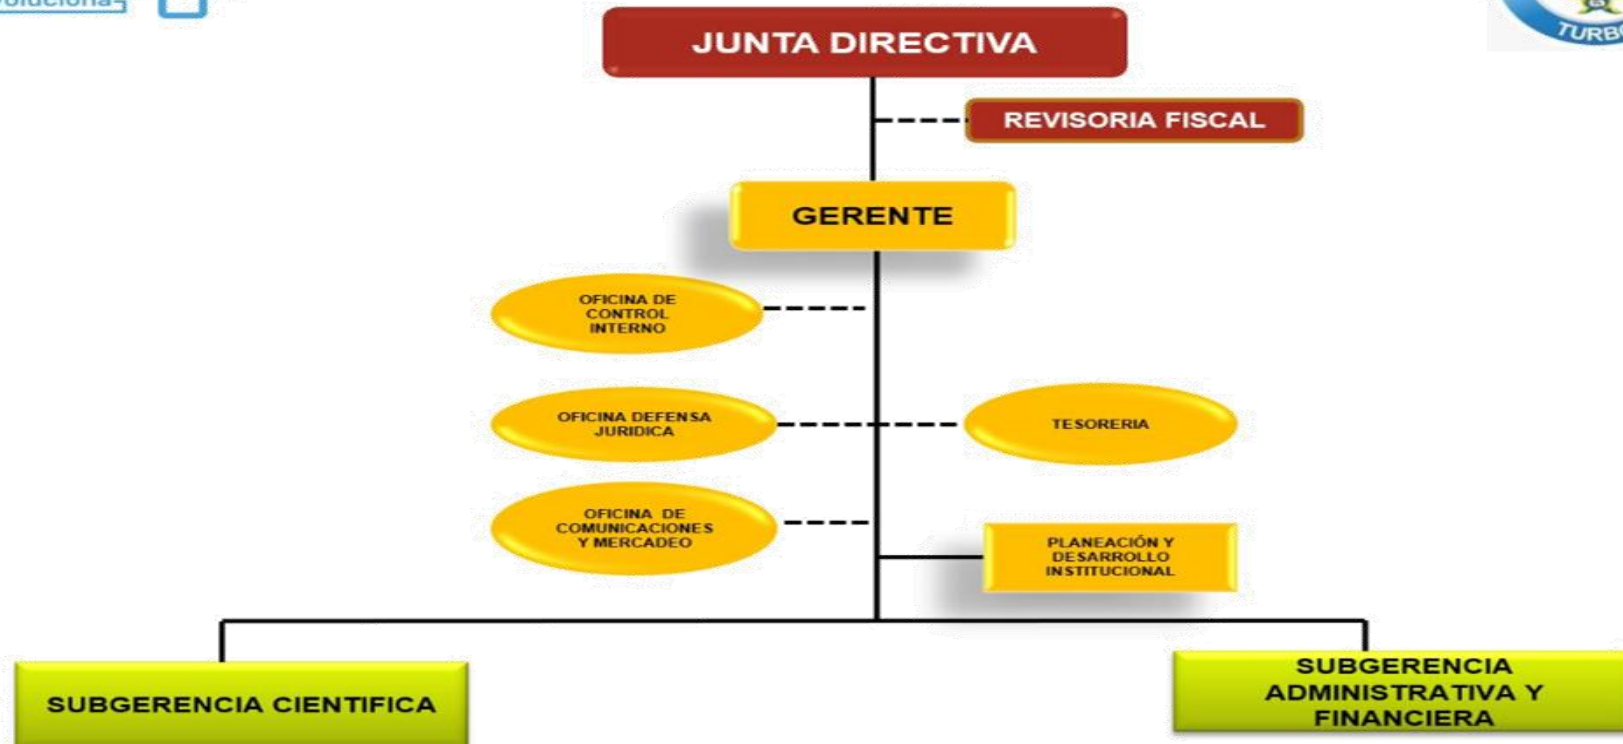 JUNTA DIRECTIVA
REVISORIA FISCAL
GERENTE
OFICINA DE
CONTROL
INTERNO
OFICINA DEFENSA
JURIDICA
TESORERIA
OFICINA DE
COMUNICACIONES
Y MERCADEO
PLANEACIÓN Y
DESARROLLO
INSTITUCIONAL
SUBGERENCIA CIENTIFICA
SUBGERENCIA
ADMINISTRATIVA Y
FINANCIERA